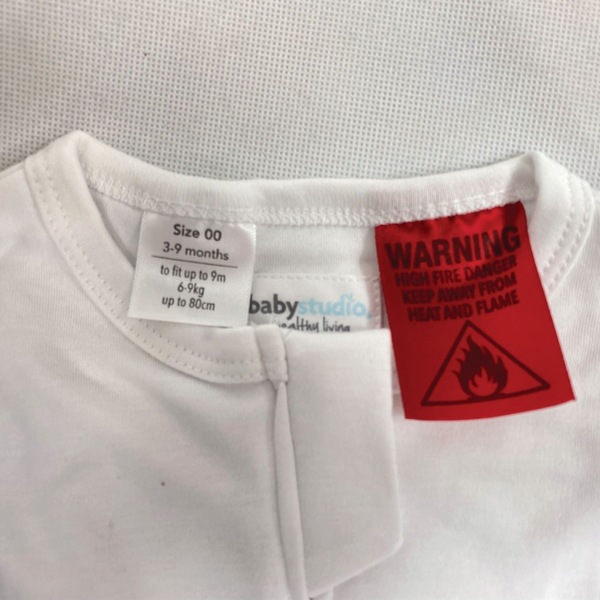 Size 00
3-9 months
to fit up to 9m
6-9kg
up to 80cm
babystudio.
healthy living
WARNING
HIGH FIRE DANGER
KEEP AWAY FROM
HEAT AND FLAME